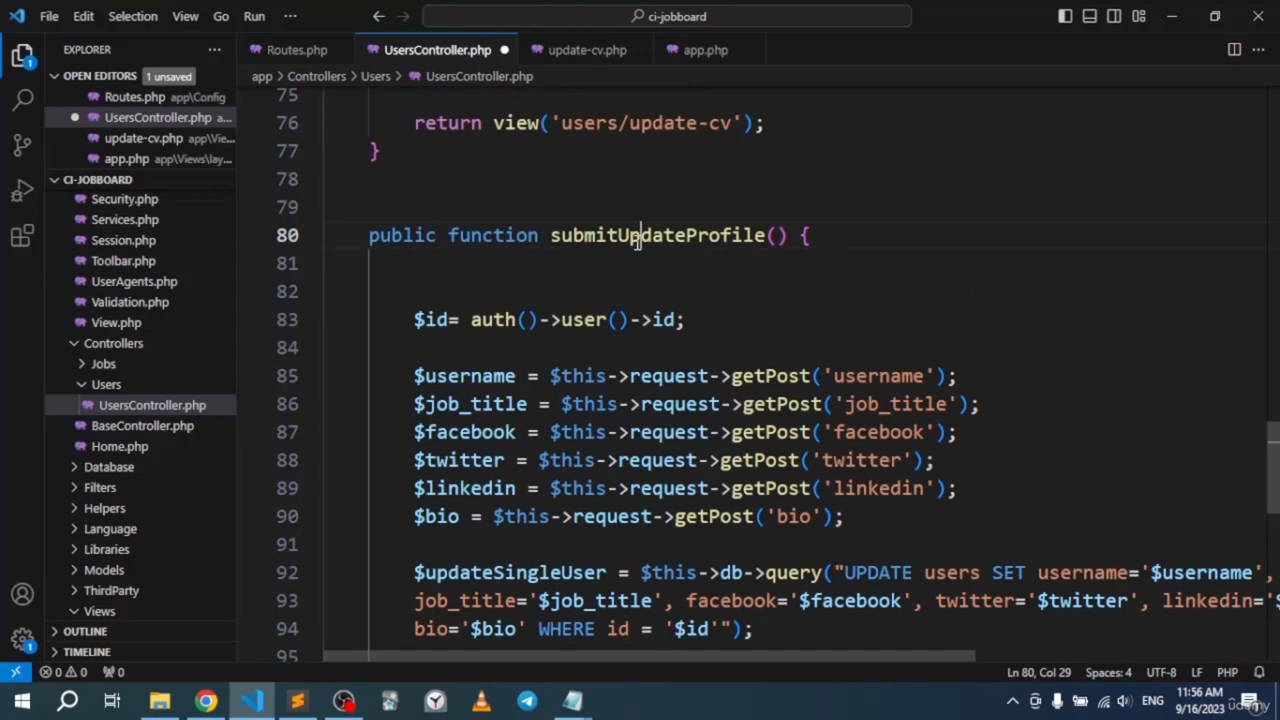 File Edit Selection View Go Run ··· ci-jobboard
EXPLORER ···
Routes.php UsersController.php update-cv.php app.php ···
OPEN EDITORS 1 unsaved
app > Controllers > Users > UsersController.php
Routes.php app\Config
UsersController.php a...
update-cv.php app\Vie...
app.php app\Views\lay...
CI-JOBBOARD
Security.php
Services.php
Session.php
Toolbar.php
UserAgents.php
Validation.php
View.php
Controllers
Jobs
Users
UsersController.php
BaseController.php
Home.php
Database
Filters
Helpers
Language
Libraries
Models
ThirdParty
Views
OUTLINE
TIMELINE
75
76 return view('users/update-cv');
77 }
78
79
80 public function submitUpdateProfile() {
81
82
83 $id= auth()->user()->id;
84
85 $username = $this->request->getPost('username');
86 $job_title = $this->request->getPost('job_title');
87 $facebook = $this->request->getPost('facebook');
88 $twitter = $this->request->getPost('twitter');
89 $linkedin = $this->request->getPost('linkedin');
90 $bio = $this->request->getPost('bio');
91
92 $updateSingleUser = $this->db->query("UPDATE users SET username='$username',
93 job_title='$job_title', facebook='$facebook', twitter='$twitter', linkedin='$
94 bio='$bio' WHERE id = '$id'");
95
0 0 0 Ln 80, Col 29 Spaces: 4 UTF-8 LF PHP
ENG 11:56 AM
9/16/2023
udemy